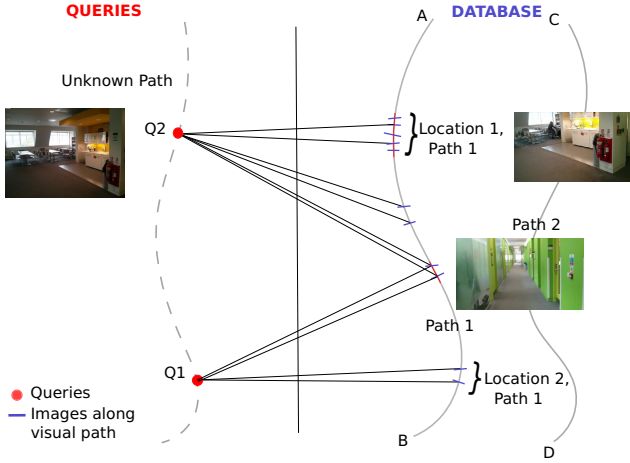 QUERIES
DATABASE
A
C
Unknown Path
Q2
Location 1,
Path 1
Path 2
Path 1
Q1
Location 2,
Path 1
Queries
Images along
visual path
B
D